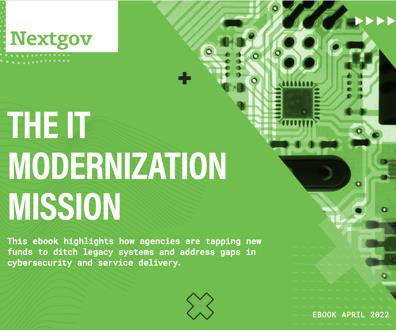 Nextgov
THE IT
MODERNIZATION
MISSION
This ebook highlights how agencies are tapping new
funds to ditch legacy systems and address gaps in
cybersecurity and service delivery.
EBOOK APRIL 2022